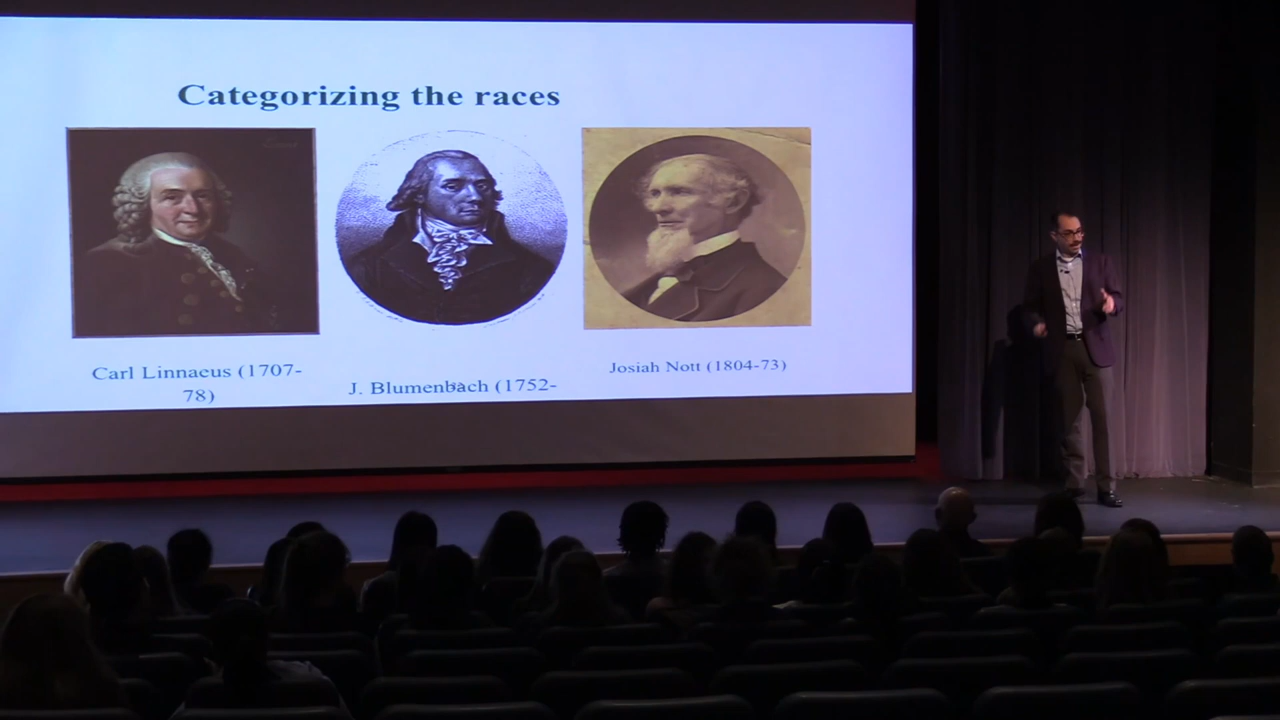 Categorizing the races
Carl Linnaeus (1707-
78)
J. Blumenbach (1752-
Josiah Nott (1804-73)